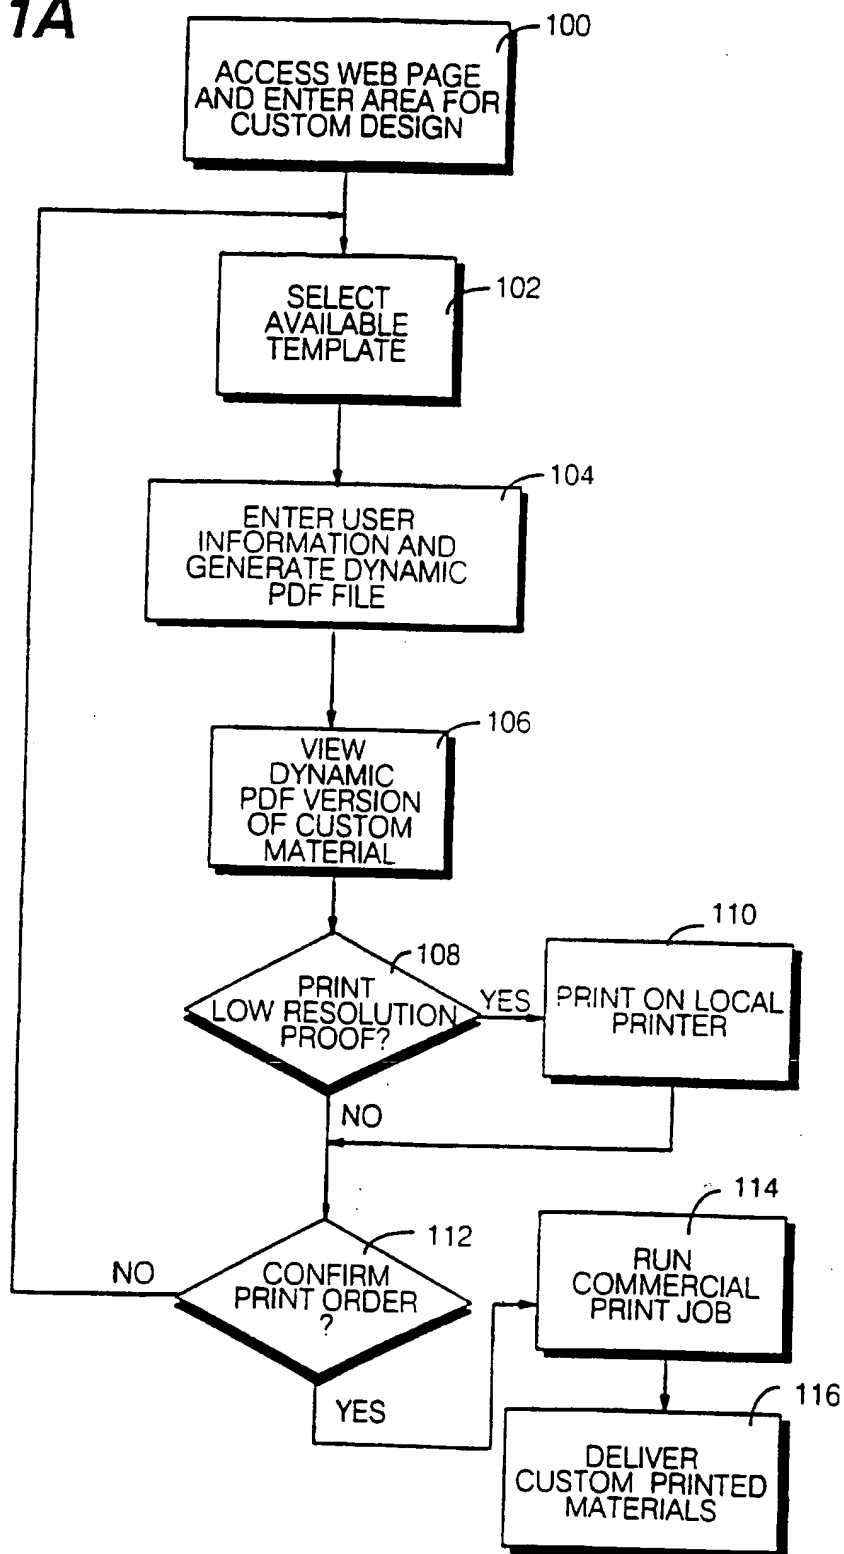 1A
100
ACCESS WEB PAGE
AND ENTER AREA FOR
CUSTOM DESIGN
102
SELECT
AVAILABLE
TEMPLATE
104
ENTER USER
INFORMATION AND
GENERATE DYNAMIC
PDF FILE
106
VIEW
DYNAMIC
PDF VERSION
OF CUSTOM
MATERIAL
108
PRINT
LOW RESOLUTION
PROOF?
YES
110
PRINT ON LOCAL
PRINTER
NO
112
CONFIRM
PRINT ORDER
?
NO
YES
114
RUN
COMMERCIAL
PRINT JOB
116
DELIVER
CUSTOM PRINTED
MATERIALS